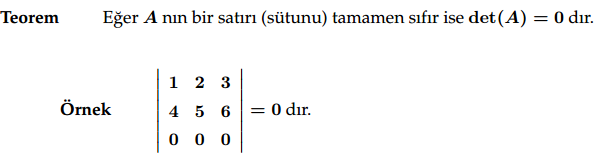 Teorem Eğer A nın bir satırı (sütunu) tamamen sıfır ise det(A) = 0 dır.
1 2 3
Örnek 4 5 6 = 0 dır.
0 0 0